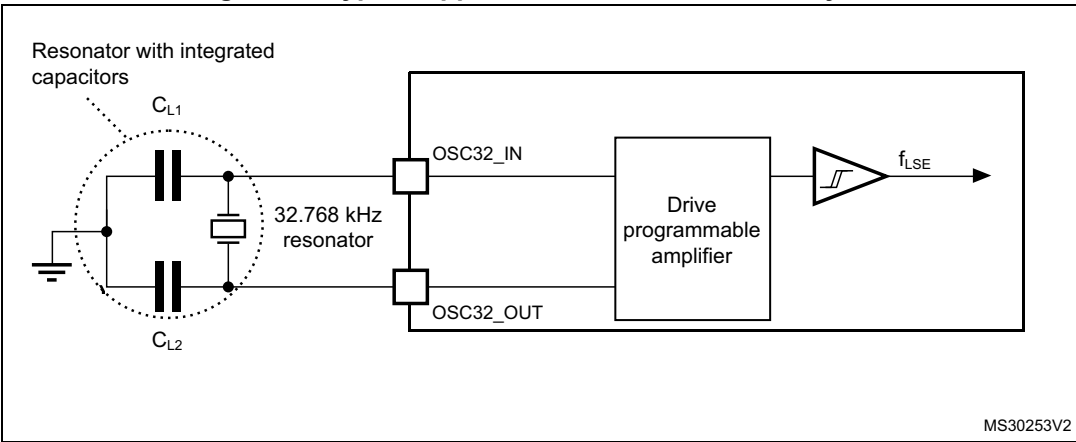 Resonator with integrated
capacitors
CL1
OSC32_IN
fLSE
32.768 kHz
resonator
Drive
programmable
amplifier
OSC32_OUT
CL2
MS30253V2